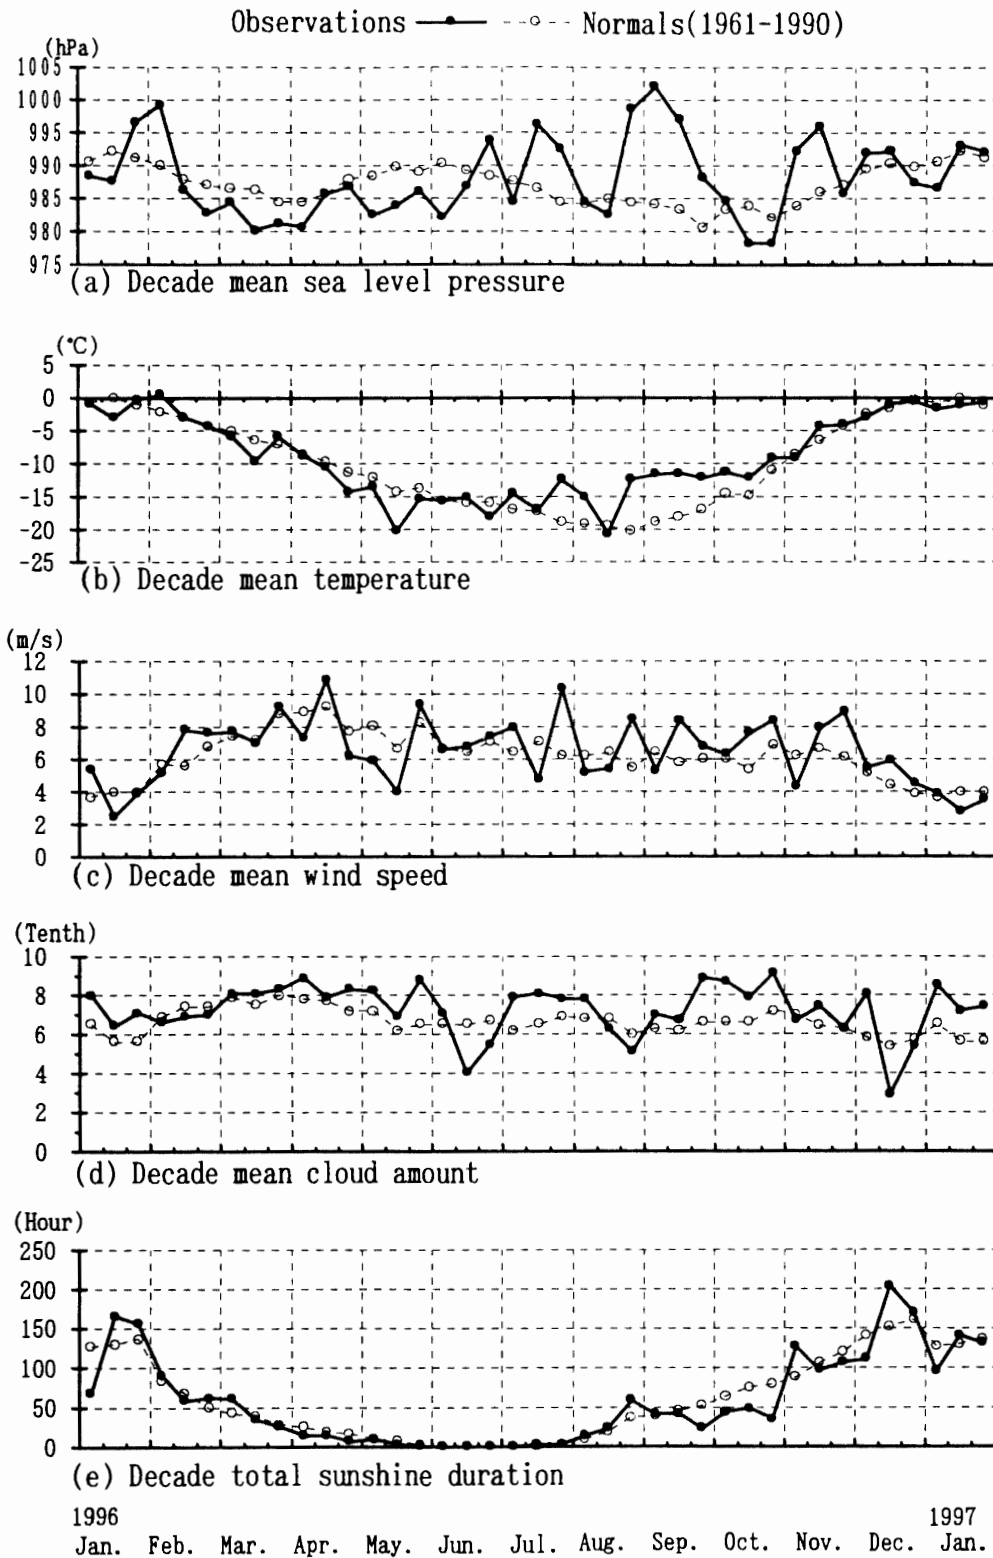 Observations Normals(1961-1990)
(hPa)
1005
1000
995
990
985
980
975
(a) Decade mean sea level pressure
(°C)
5
0
-5
-10
-15
-20
-25
(b) Decade mean temperature
(m/s)
12
10
8
6
4
2
0
(c) Decade mean wind speed
(Tenth)
10
8
6
4
2
0
(d) Decade mean cloud amount
(Hour)
250
200
150
100
50
0
(e) Decade total sunshine duration
1996 1997
Jan. Feb. Mar. Apr. May. Jun. Jul. Aug. Sep. Oct. Nov. Dec. Jan.